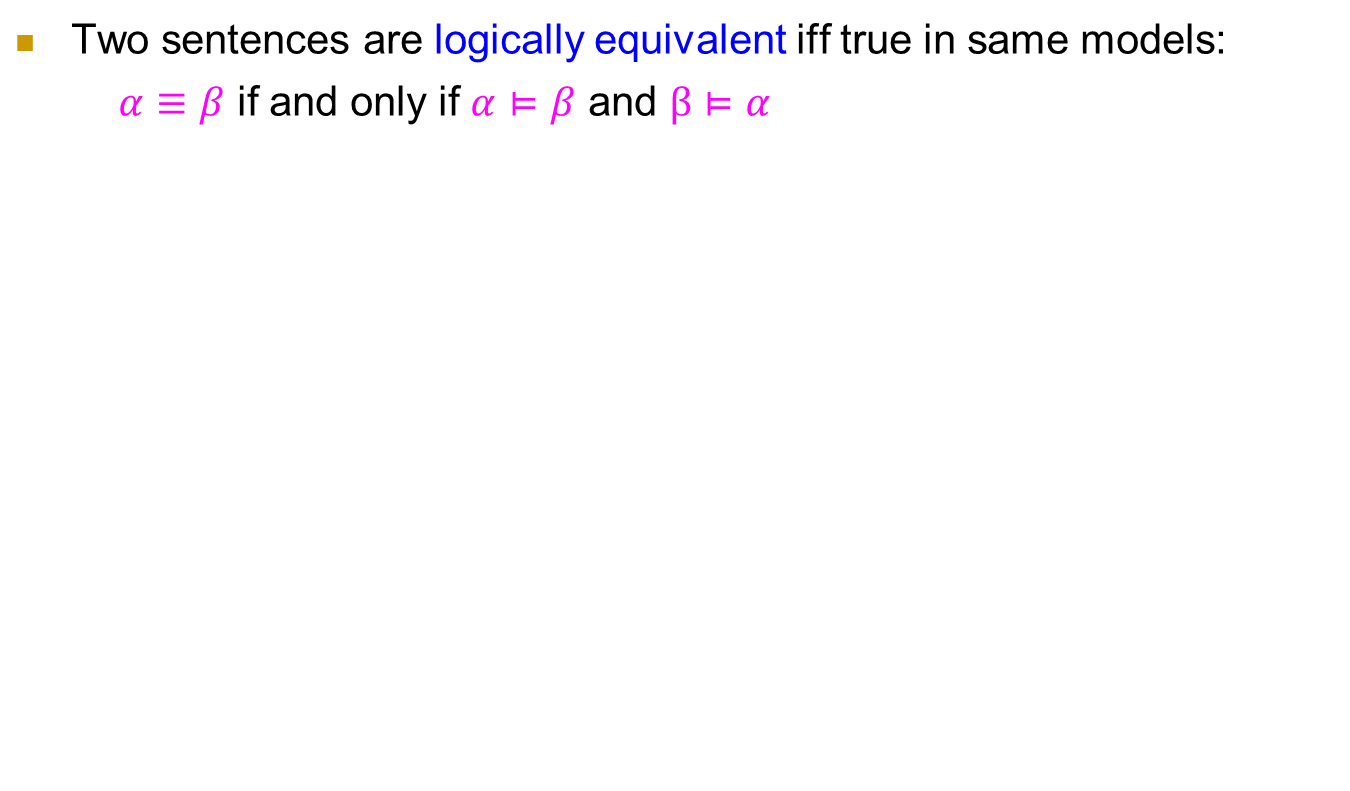 Two sentences are logically equivalent iff true in same models:
𝛼 ≡ 𝛽 if and only if 𝛼 ⊨ 𝛽 and β ⊨ 𝛼